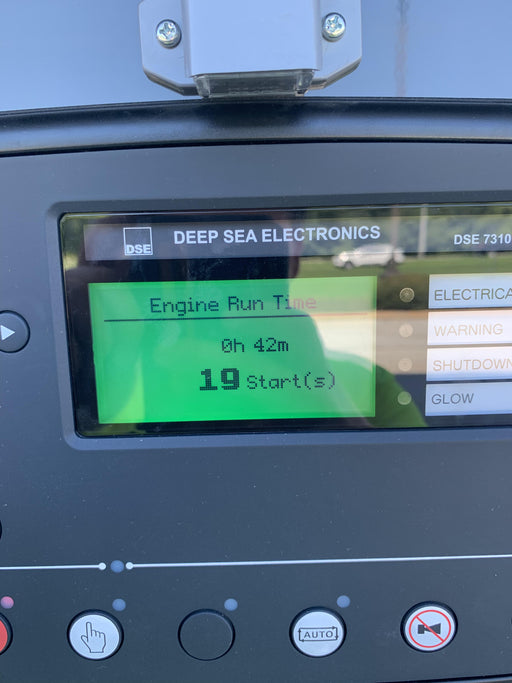 DSE
DEEP SEA ELECTRONICS
DSE 7310
Engine Run Time
0h 42m
19 Start(s)
ELECTRICA
WARNING
SHUTDOWN
GLOW
AUTO